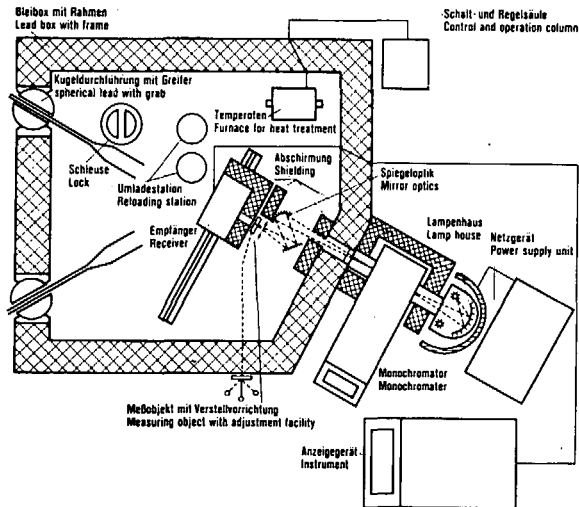 Bleibox mit Rahmen
Lead box with frame
Schalt- und Regelsäule
Control and operation column
Kugeldurchführung mit Greifer
spherical lead with grab
Temperofen
Furnace for heat treatment
Schleuse
Lock
Umladestation
Reloading station
Abschirmung
Shielding
Spiegeloptik
Mirror optics
Empfänger
Receiver
Lampenhaus
Lamp house
Netzgerät
Power supply unit
Monochromator
Monochromater
Meßobjekt mit Verstellvorrichtung
Measuring object with adjustment facility
Anzeigegerät
Instrument